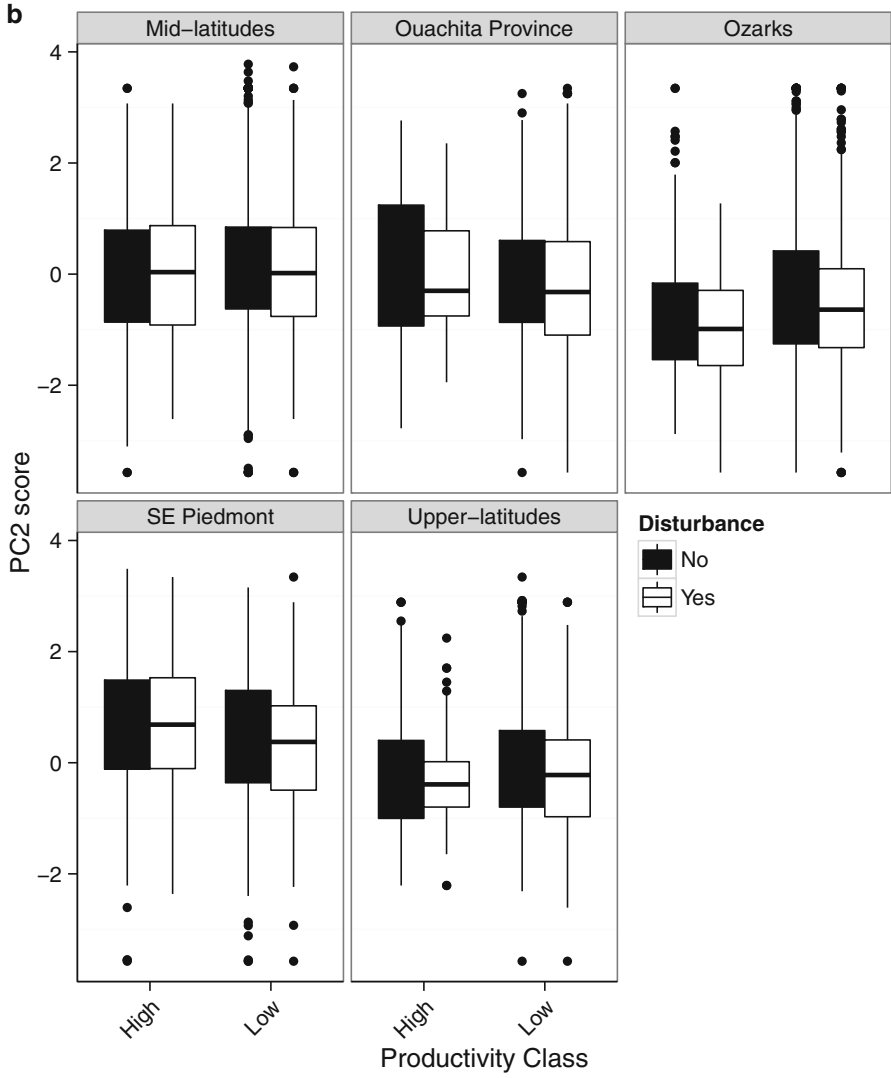 b
Mid-latitudes
Ouachita Province
Ozarks
4
2
0
−2
PC2 score
SE Piedmont
Upper-latitudes
4
2
0
−2
Disturbance
No
Yes
High
Low
High
Low
Productivity Class